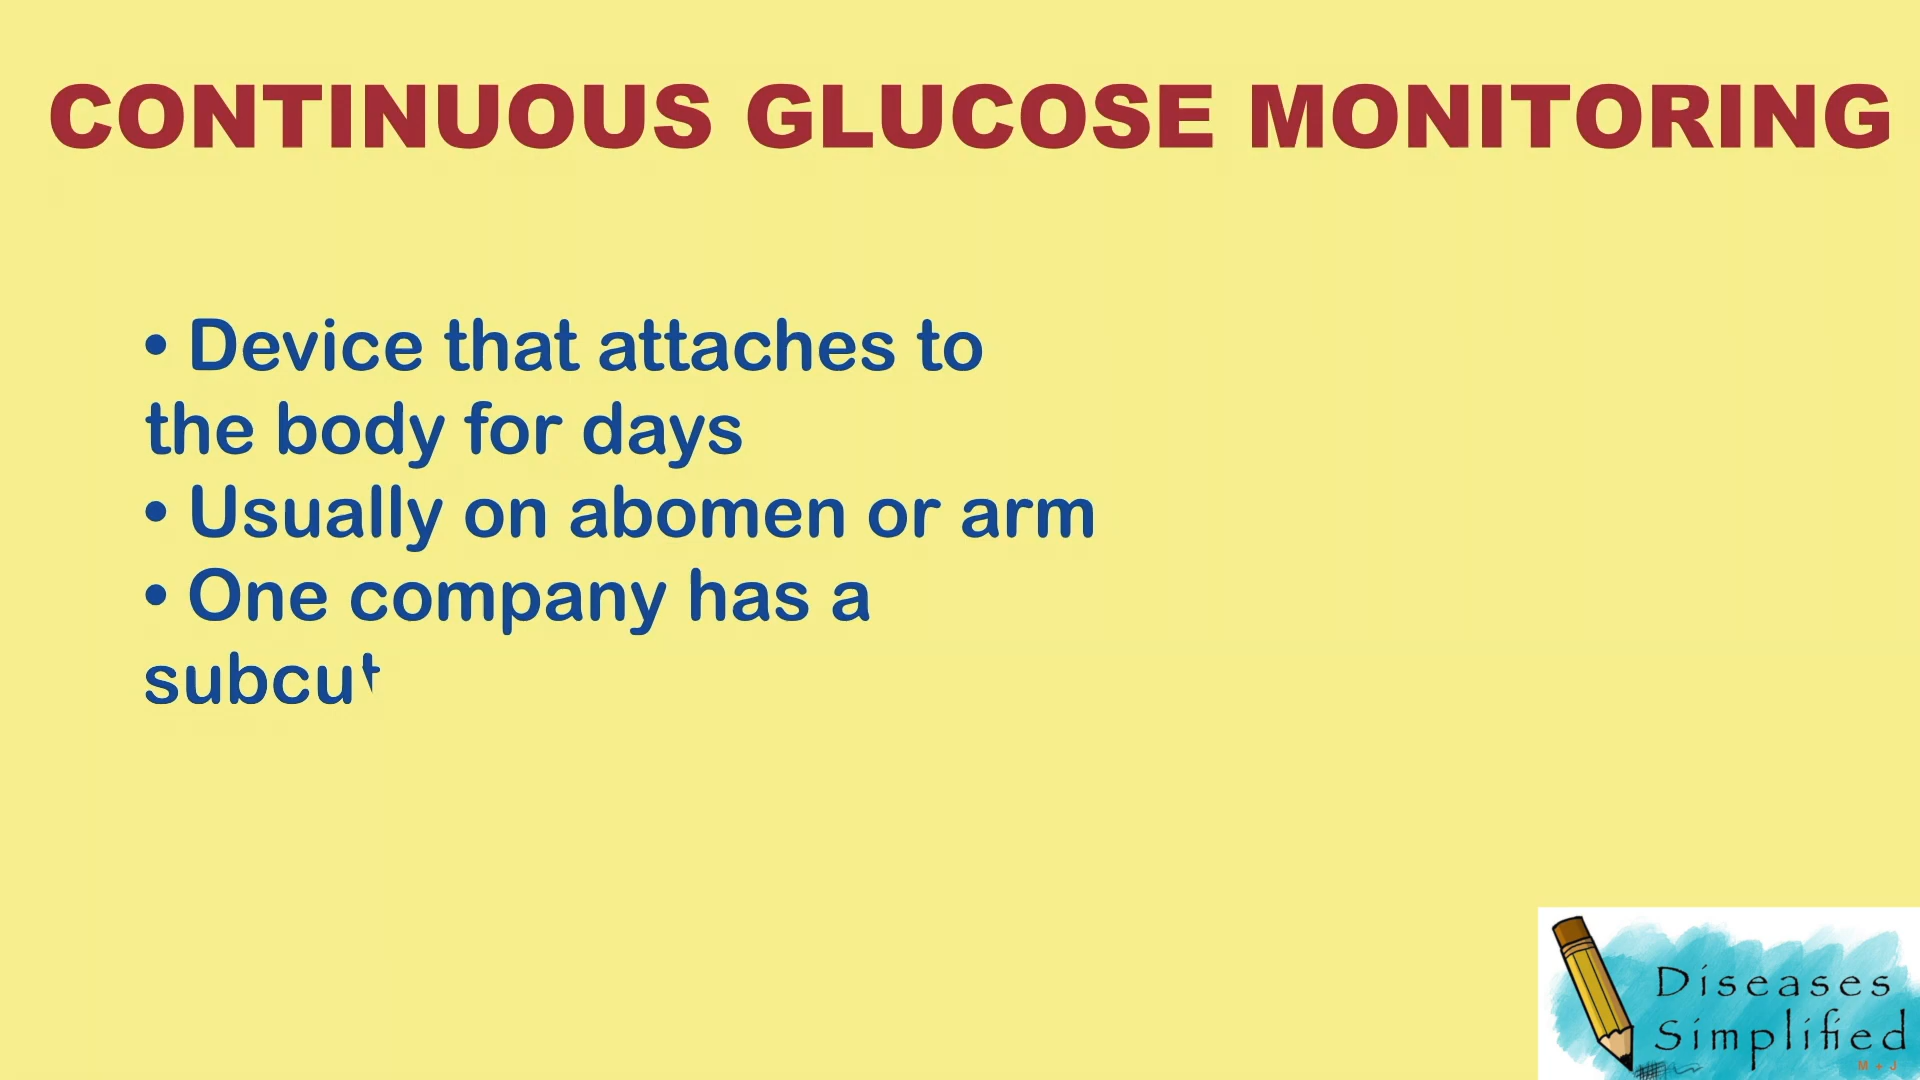 CONTINUOUS GLUCOSE MONITORING
• Device that attaches to
the body for days
• Usually on abomen or arm
• One company has a
subcut
Diseases
Simplified
M + J